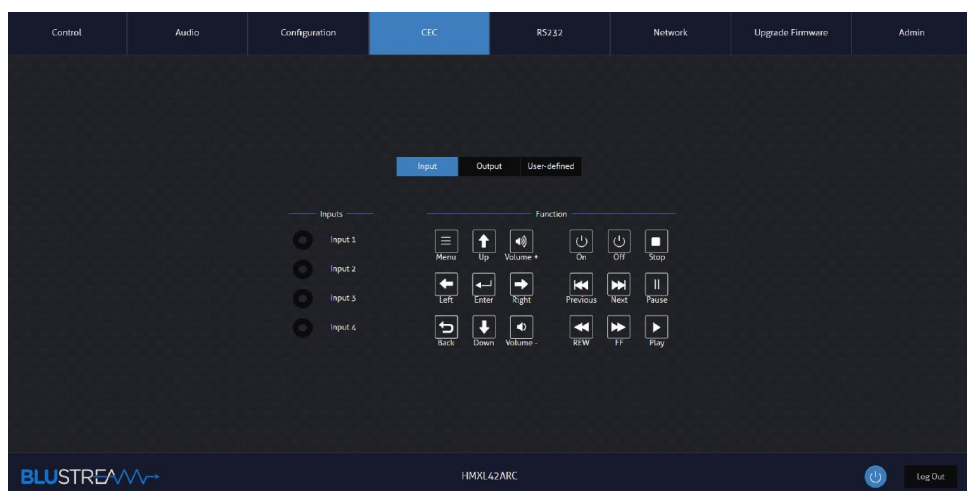 Control Audio Configuration CEC RS232 Network Upgrade Firmware Admin
Input Output User-defined
Inputs Function
Input 1
Input 2
Input 3
Input 4
Menu Up Volume + On Off Stop
Left Enter Right Previous Next Pause
Back Down Volume - REW FF Play
BLUSTREAM HMXL42ARC Log Out